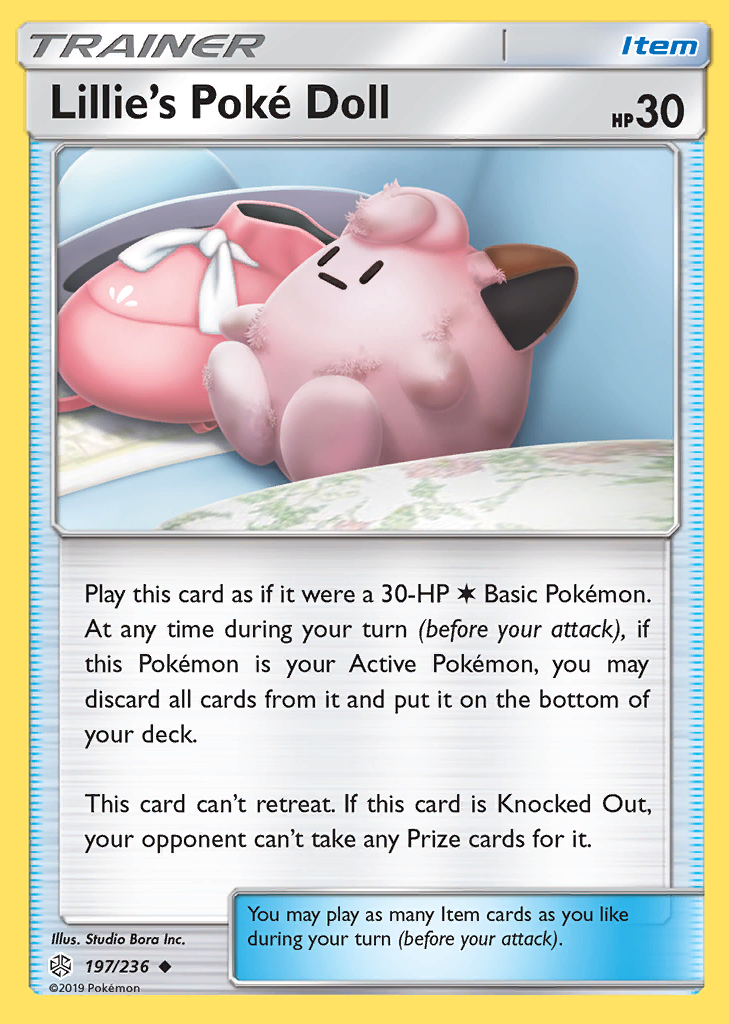 TRAINER
Item
Lillie's Poké Doll
HP 30
Play this card as if it were a 30-HP ✶ Basic Pokémon.
At any time during your turn (before your attack), if
this Pokémon is your Active Pokémon, you may
discard all cards from it and put it on the bottom of
your deck.
This card can't retreat. If this card is Knocked Out,
your opponent can't take any Prize cards for it.
You may play as many Item cards as you like
during your turn (before your attack).
Illus. Studio Bora Inc.
197/236 ◆
©2019 Pokémon